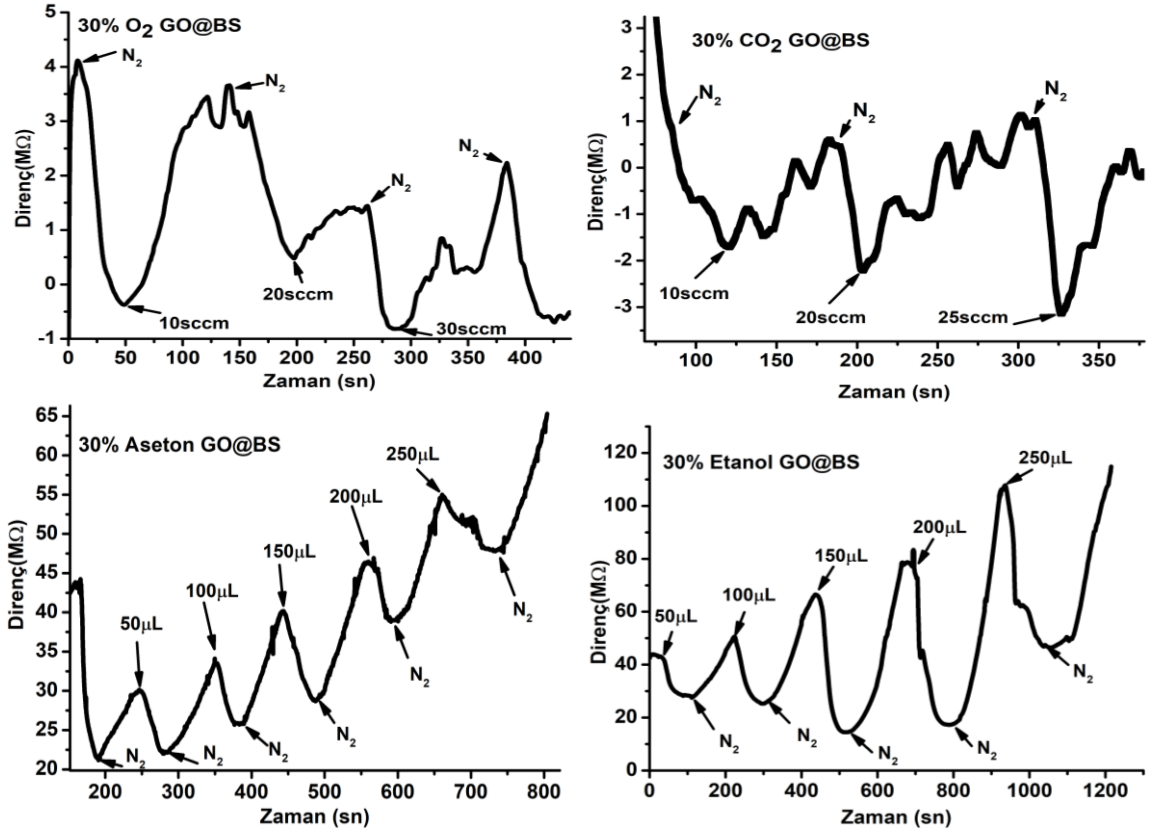 30% O₂ GO@BS
N₂
N₂
N₂
N₂
10sccm
20sccm
30sccm
5
4
3
2
1
0
-1
Direnç(MΩ)
0 50 100 150 200 250 300 350 400
Zaman (sn)
30% CO₂ GO@BS
N₂
N₂
N₂
10sccm
20sccm
25sccm
3
2
1
0
-1
-2
-3
Direnç(MΩ)
100 150 200 250 300 350
Zaman (sn)
30% Aseton GO@BS
50µL
100µL
150µL
200µL
250µL
N₂
N₂
N₂
N₂
N₂
N₂
65
60
55
50
45
40
35
30
25
20
Direnç(MΩ)
200 300 400 500 600 700 800
Zaman (sn)
30% Etanol GO@BS
50µL
100µL
150µL
200µL
250µL
N₂
N₂
N₂
N₂
N₂
120
100
80
60
40
20
0
Direnç(MΩ)
0 200 400 600 800 1000 1200
Zaman (sn)